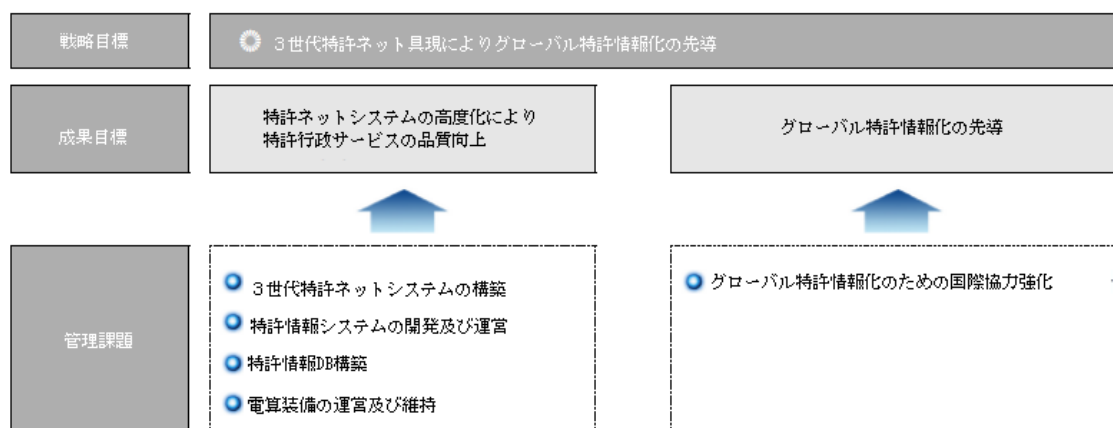 戦略目標
３世代特許ネット具現によりグローバル特許情報化の先導
成果目標
特許ネットシステムの高度化により
特許行政サービスの品質向上
グローバル特許情報化の先導
管理課題
３世代特許ネットシステムの構築
特許情報システムの開発及び運営
特許情報DB構築
電算装備の運営及び維持
グローバル特許情報化のための国際協力強化